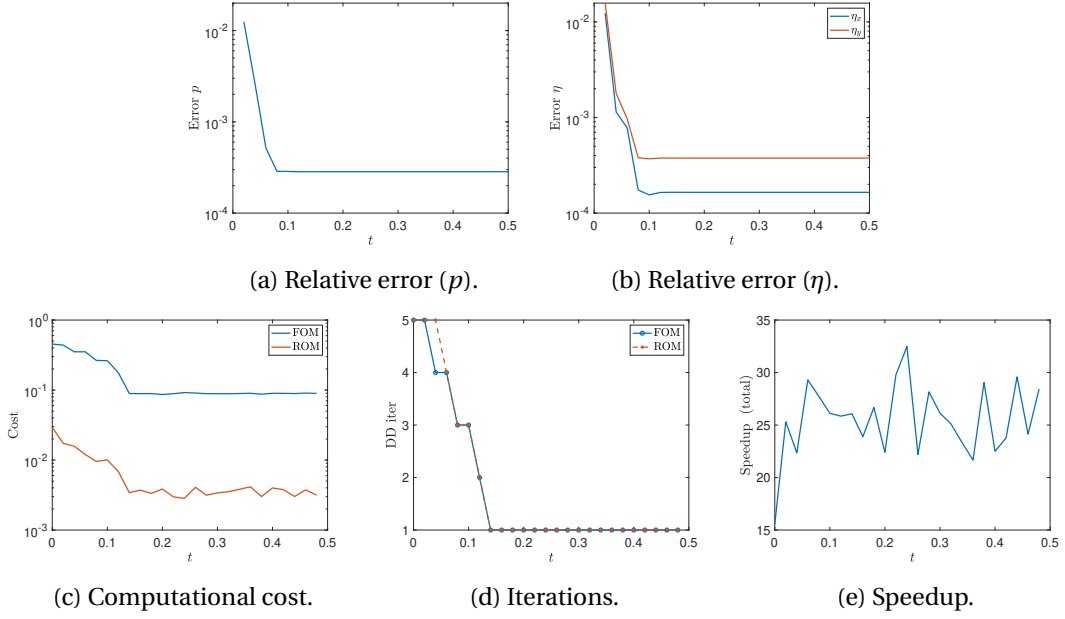 10^-2
10^-3
10^-4
Error p
0 0.1 0.2 0.3 0.4 0.5
t
(a) Relative error (p).
10^-2
10^-3
10^-4
Error η
η_x
η_y
0 0.1 0.2 0.3 0.4 0.5
t
(b) Relative error (η).
10^0
10^-1
10^-2
10^-3
Cost
FOM
ROM
0 0.1 0.2 0.3 0.4 0.5
t
(c) Computational cost.
5
4
3
2
1
DD iter
FOM
ROM
0 0.1 0.2 0.3 0.4 0.5
t
(d) Iterations.
35
30
25
20
15
Speedup (total)
0 0.1 0.2 0.3 0.4 0.5
t
(e) Speedup.